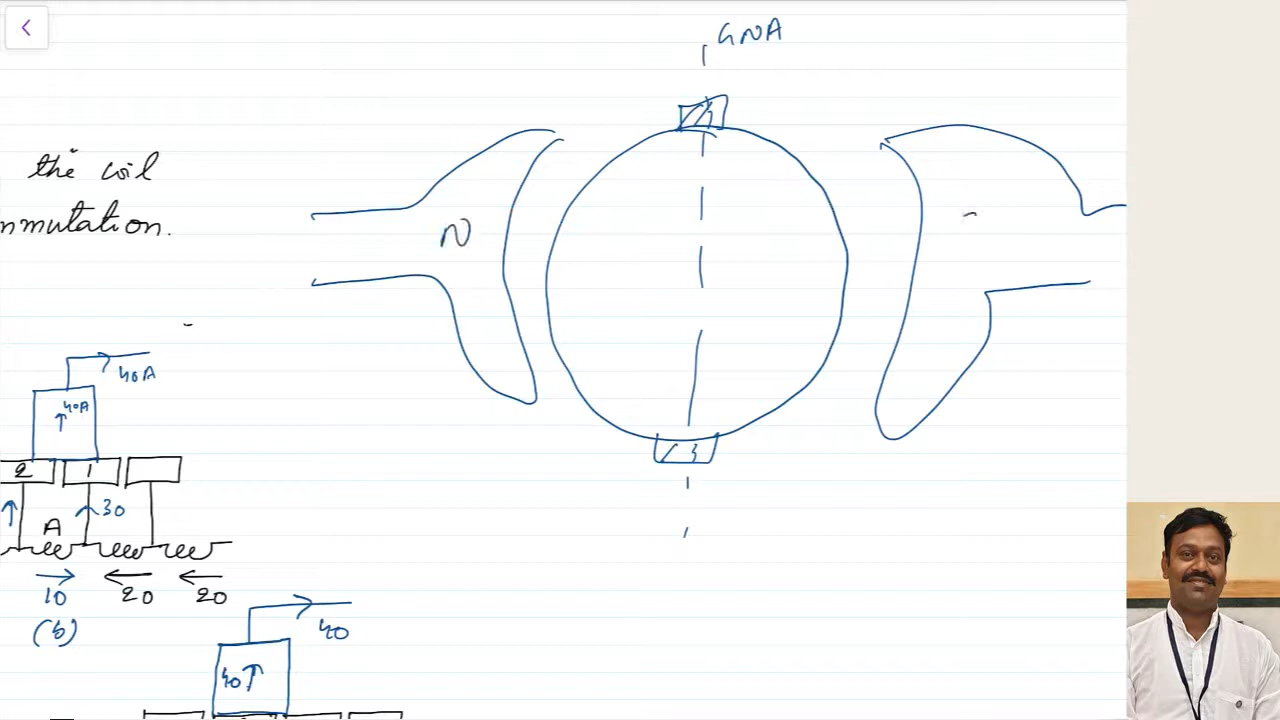 GNA
the coil
nmutation.
N
40A
40A
2 1
30
A
10 20 20
(b)
40
40